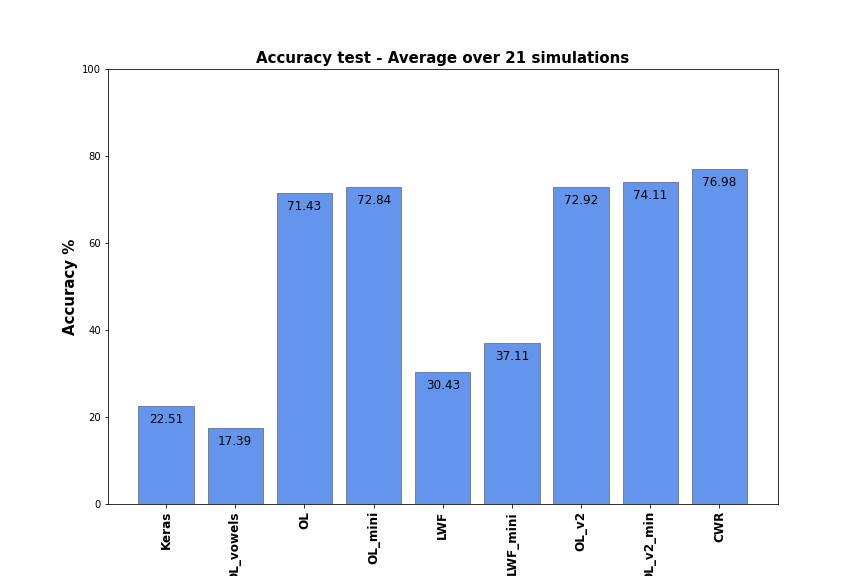 Accuracy test - Average over 21 simulations
Accuracy %
100
80
60
40
20
0
22.51
17.39
71.43
72.84
30.43
37.11
72.92
74.11
76.98
Keras
OL_vowels
OL
OL_mini
LWF
LWF_mini
OL_v2
OL_v2_min
CWR